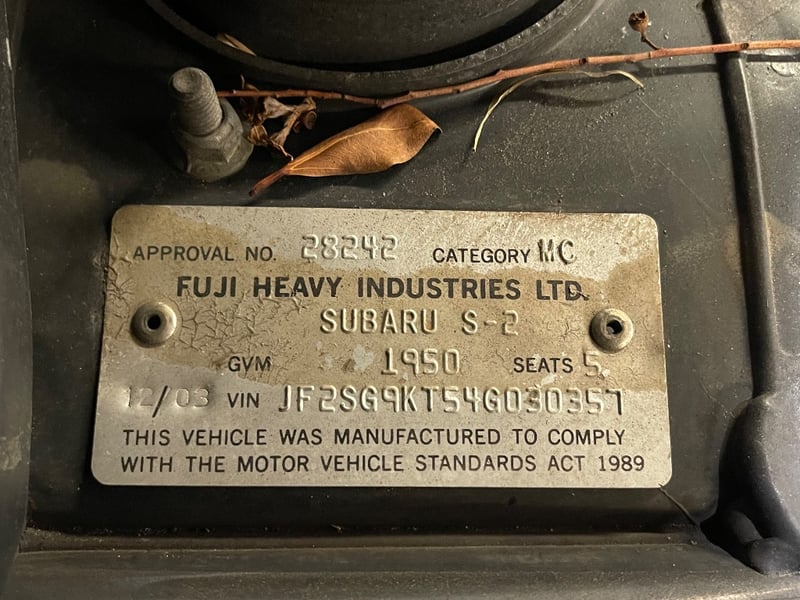 APPROVAL NO. 28242 CATEGORY MC
FUJI HEAVY INDUSTRIES LTD.
SUBARU S-2
GVM 1950 SEATS 5
12/03 VIN JF2SG9KT54G030357
THIS VEHICLE WAS MANUFACTURED TO COMPLY
WITH THE MOTOR VEHICLE STANDARDS ACT 1989